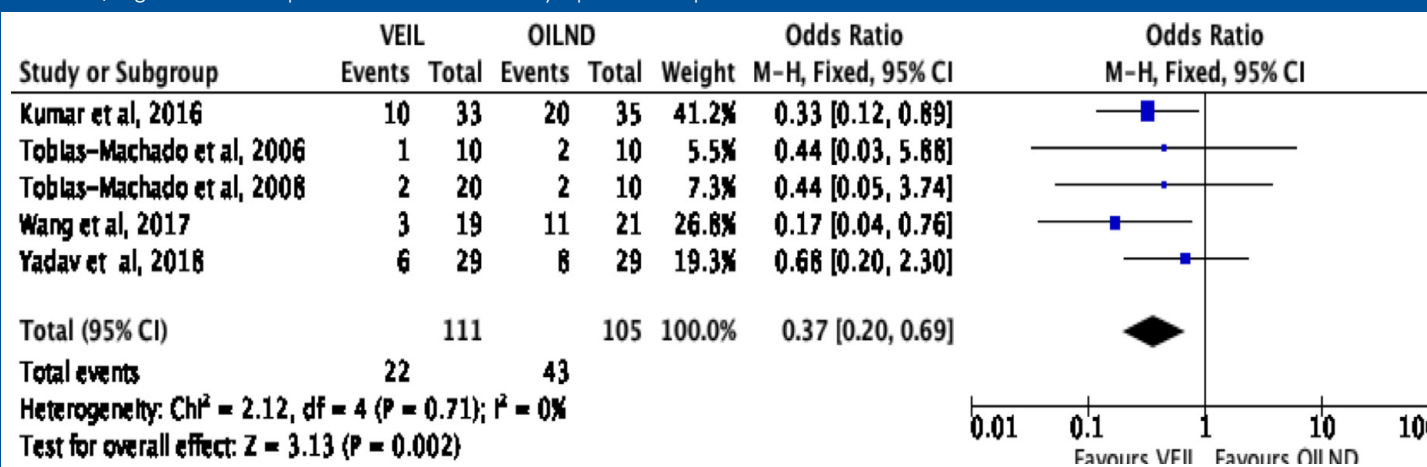 VEIL OILND Odds Ratio Odds Ratio
Study or Subgroup Events Total Events Total Weight M-H, Fixed, 95% CI M-H, Fixed, 95% CI
Kumar et al, 2016 10 33 20 35 41.2% 0.33 [0.12, 0.89]
Tobias-Machado et al, 2006 1 10 2 10 5.5% 0.44 [0.03, 5.88]
Tobias-Machado et al, 2008 2 20 2 10 7.3% 0.44 [0.05, 3.74]
Wang et al, 2017 3 19 11 21 26.8% 0.17 [0.04, 0.76]
Yadav et al, 2018 6 29 8 29 19.3% 0.68 [0.20, 2.30]
Total (95% CI) 111 105 100.0% 0.37 [0.20, 0.69]
Total events 22 43
Heterogeneity: Chi² = 2.12, df = 4 (P = 0.71); I² = 0%
Test for overall effect: Z = 3.13 (P = 0.002)
0.01 0.1 1 10
Favours VEIL Favours OILND